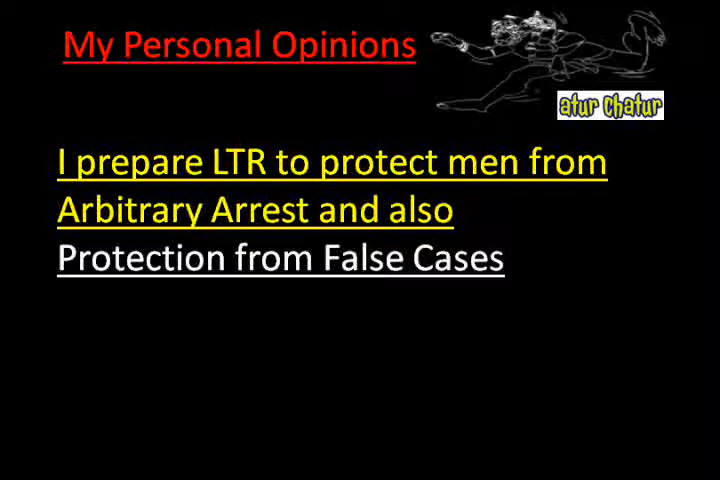 My Personal Opinions
atur chatur
I prepare LTR to protect men from
Arbitrary Arrest and also
Protection from False Cases